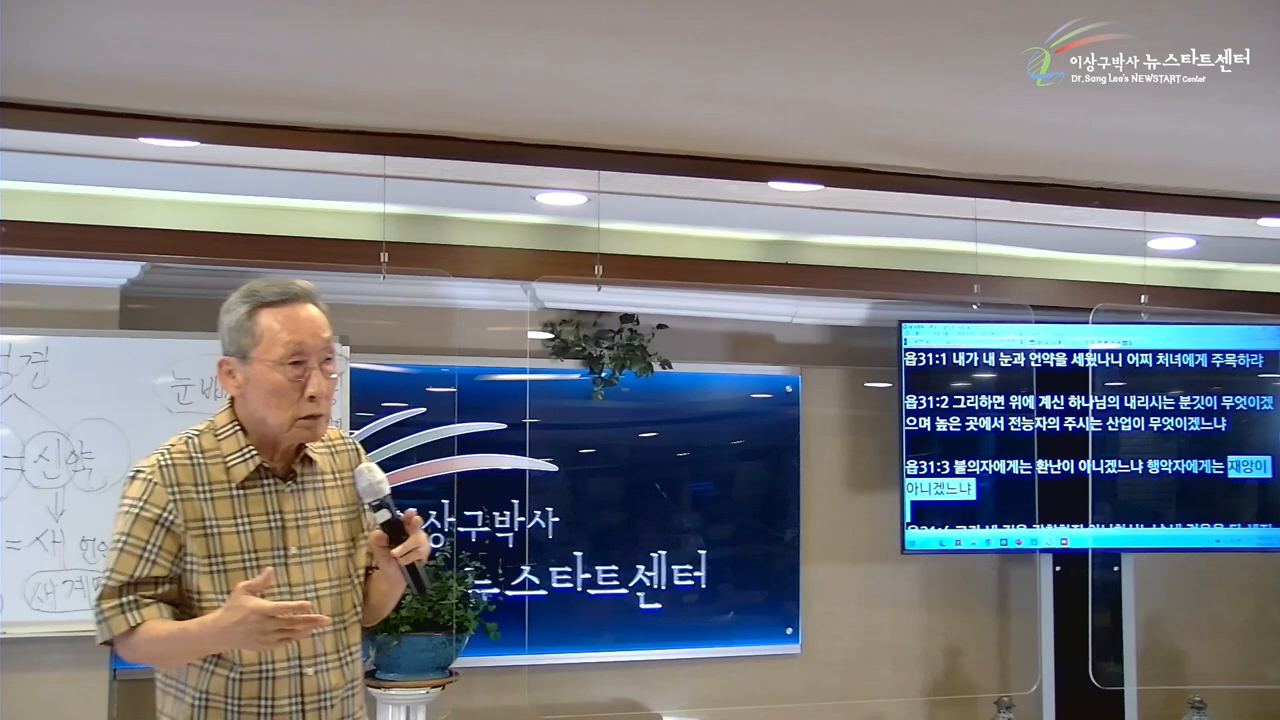 이상구박사 뉴스타트센터
Dr. Sang Lee's NEWSTART Center
눈
=신약
=새
새계
상구박사
뉴스타트센터
욥31:1 내가 내 눈과 언약을 세웠나니 어찌 처녀에게 주목하랴
욥31:2 그리하면 위에 계신 하나님의 내리시는 분깃이 무엇이겠
으며 높은 곳에서 전능자의 주시는 산업이 무엇이겠느냐
욥31:3 불의자에게는 환난이 아니겠느냐 행악자에게는 재앙이
아니겠느냐